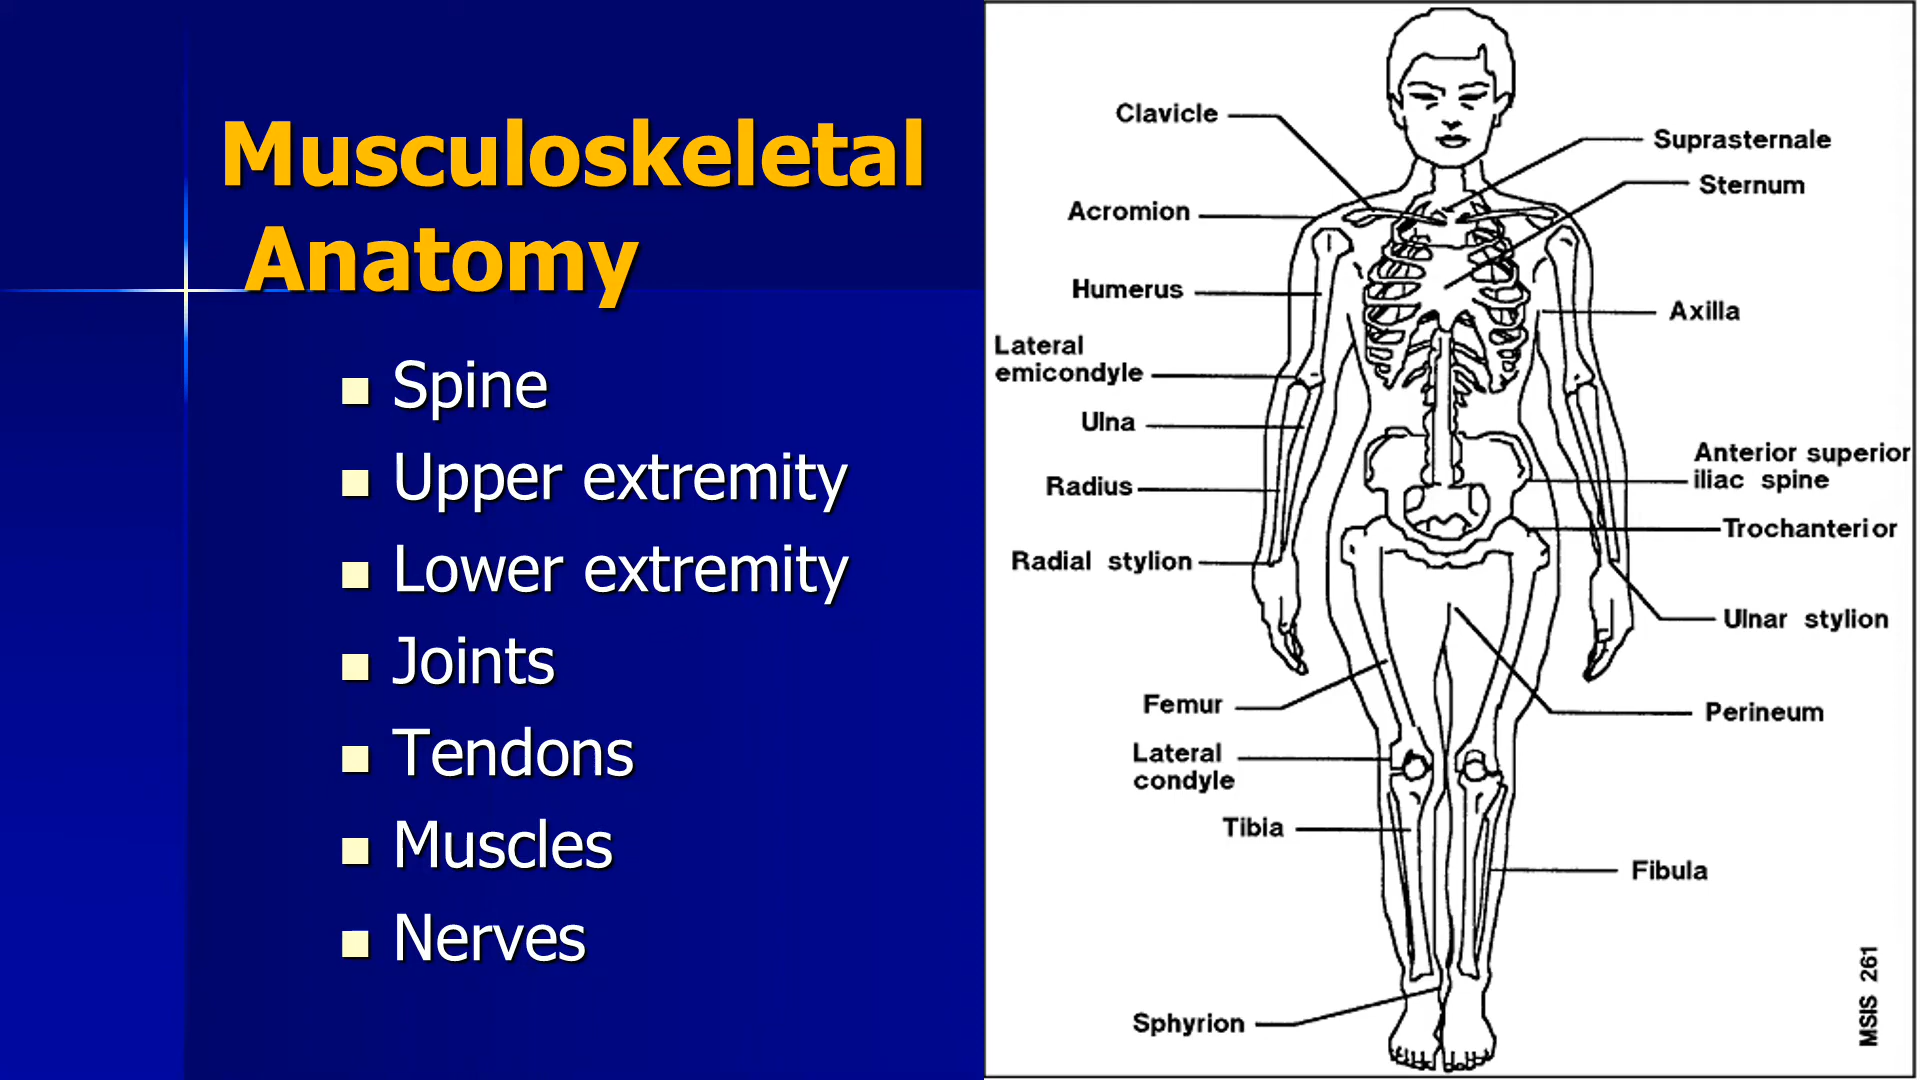 Musculoskeletal
Anatomy
Spine
Upper extremity
Lower extremity
Joints
Tendons
Muscles
Nerves
Clavicle
Acromion
Humerus
Lateral
emicondyle
Ulna
Radius
Radial stylion
Femur
Lateral
condyle
Tibia
Sphyrion
Suprasternale
Sternum
Axilla
Anterior superior
iliac spine
Trochanterior
Ulnar stylion
Perineum
Fibula
MSIS 261